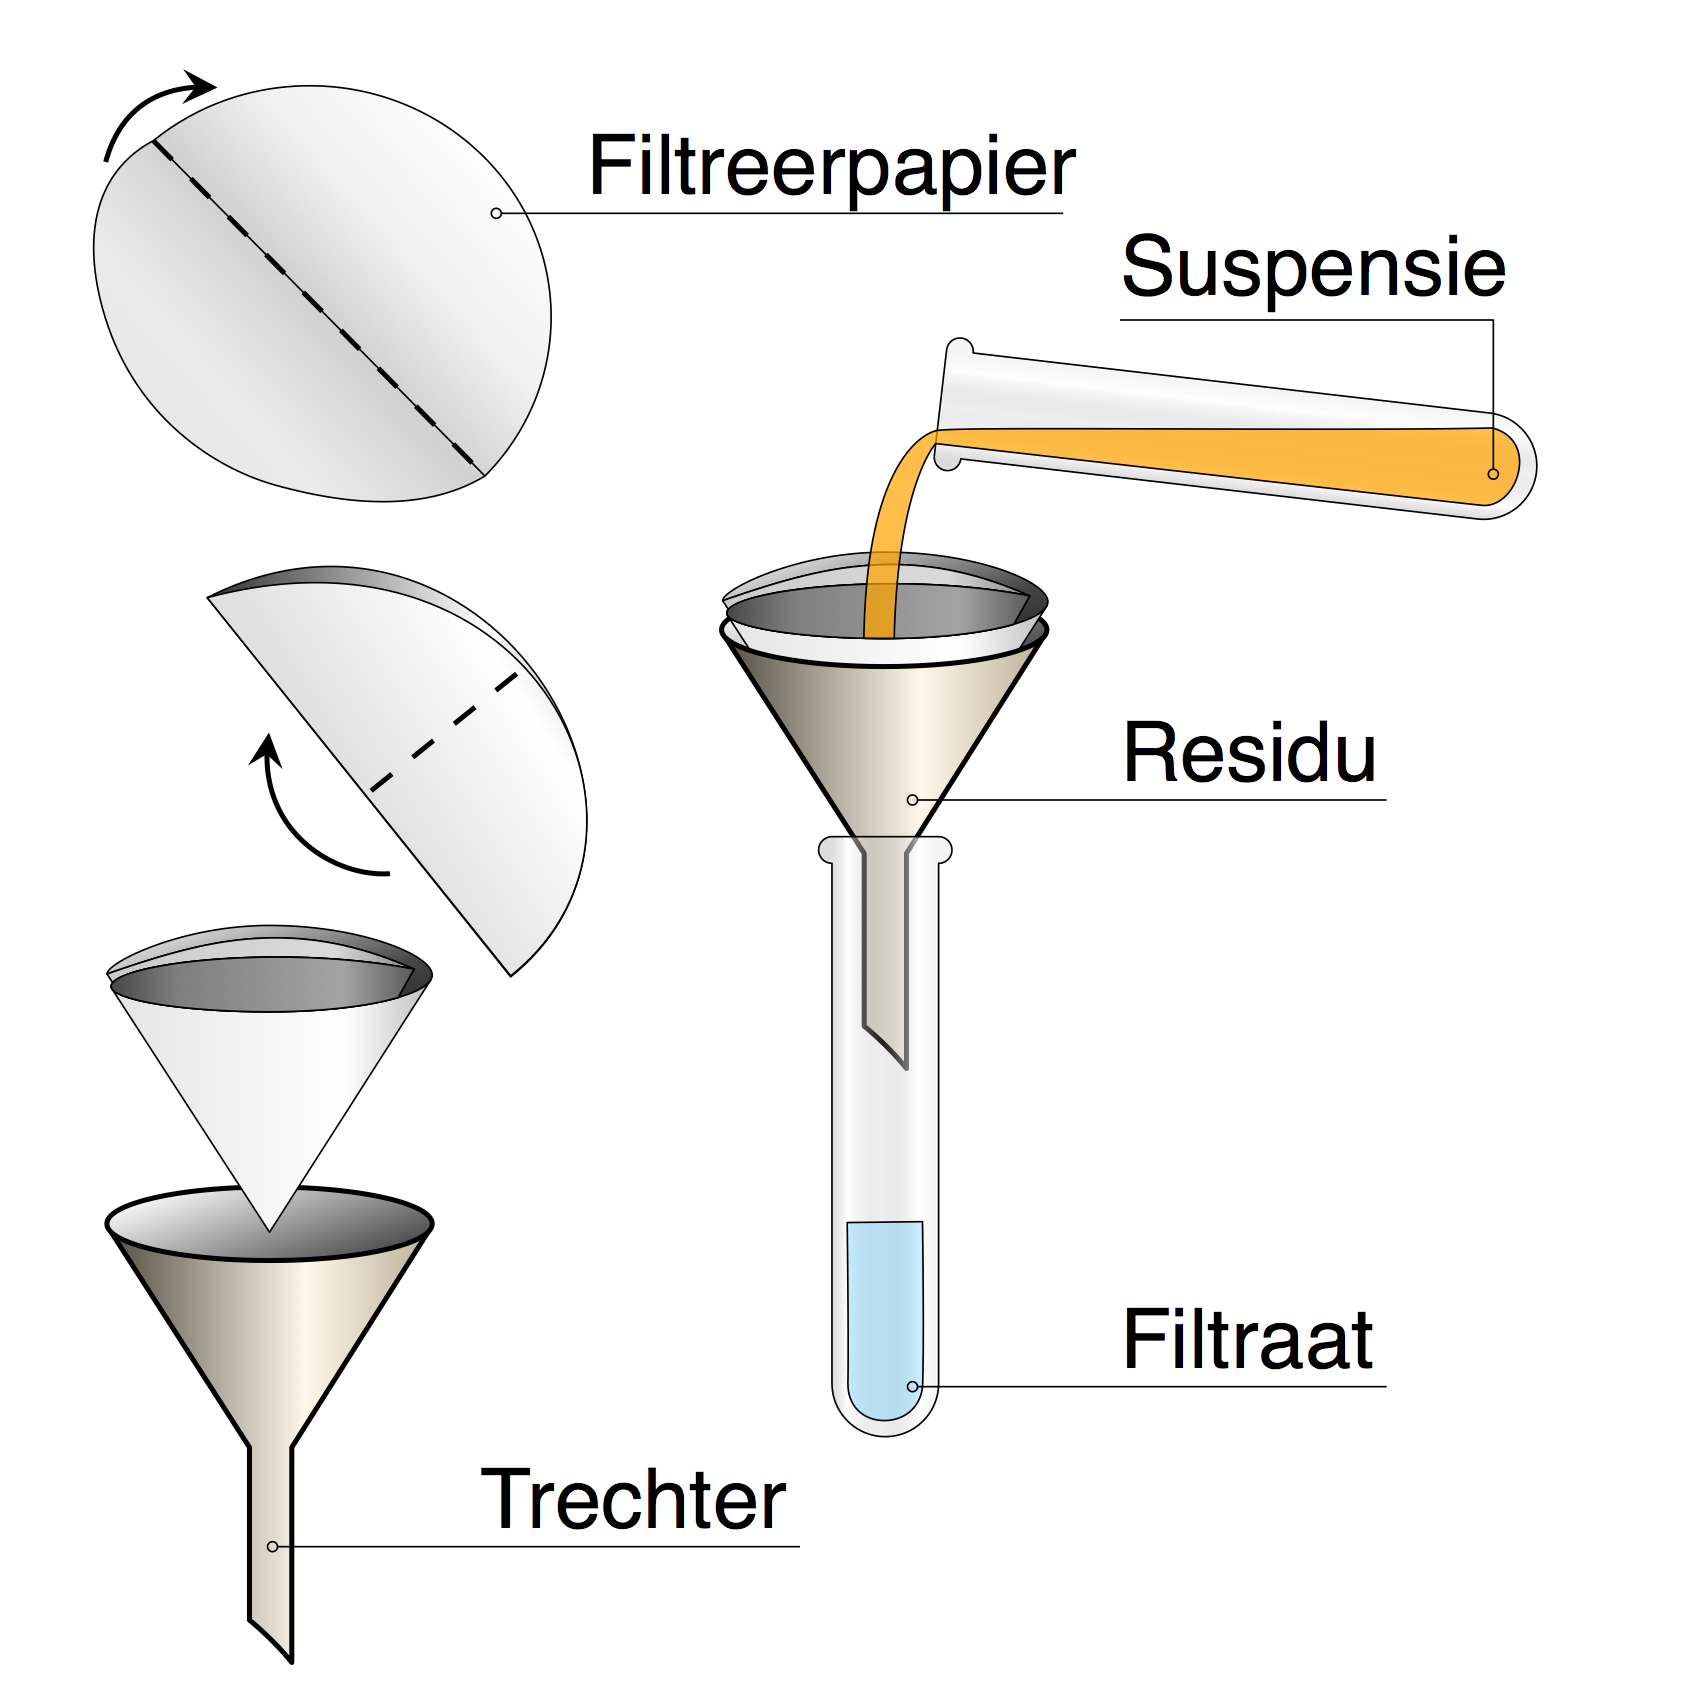 Filtreerpapier
Suspensie
Residu
Filtraat
Trechter